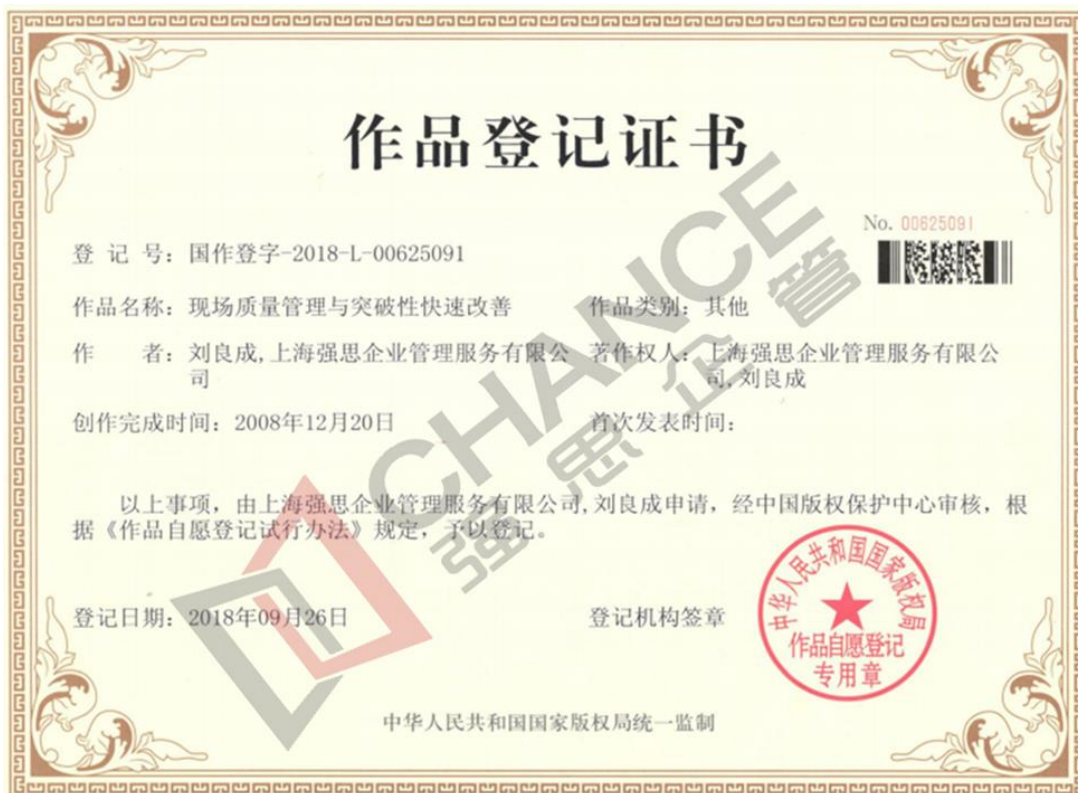 作品登记证书
No. 00625091
登 记 号：国作登字-2018-L-00625091
作品名称：现场质量管理与突破性快速改善 作品类别：其他
作 者：刘良成,上海强思企业管理服务有限公 著作权人：上海强思企业管理服务有限公
司 司,刘良成
创作完成时间：2008年12月20日 首次发表时间：
以上事项，由上海强思企业管理服务有限公司,刘良成申请，经中国版权保护中心审核，根
据《作品自愿登记试行办法》规定，予以登记。
登记日期：2018年09月26日 登记机构签章
中华人民共和国国家版权局
作品自愿登记
专用章
中华人民共和国国家版权局统一监制
CHANCE
强思企管